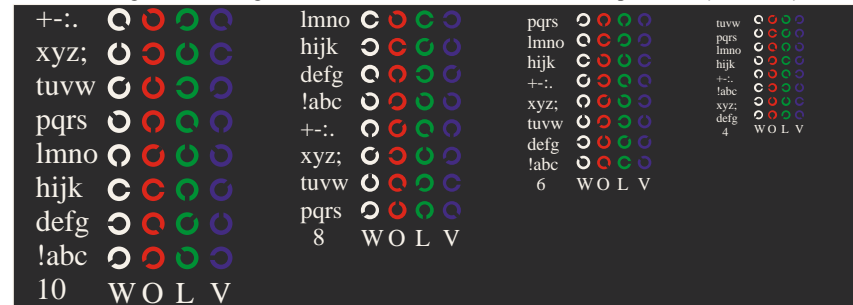 +-:.
xyz;
tuvw
pqrs
lmno
hijk
defg
!abc
10 W O L V
lmno
hijk
defg
!abc
+-:.
xyz;
tuvw
pqrs
8 W O L V
pqrs
lmno
hijk
+-:.
xyz;
tuvw
defg
!abc
6 W O L V
tuvw
pqrs
lmno
hijk
+-:.
!abc
xyz;
defg
4 W O L V